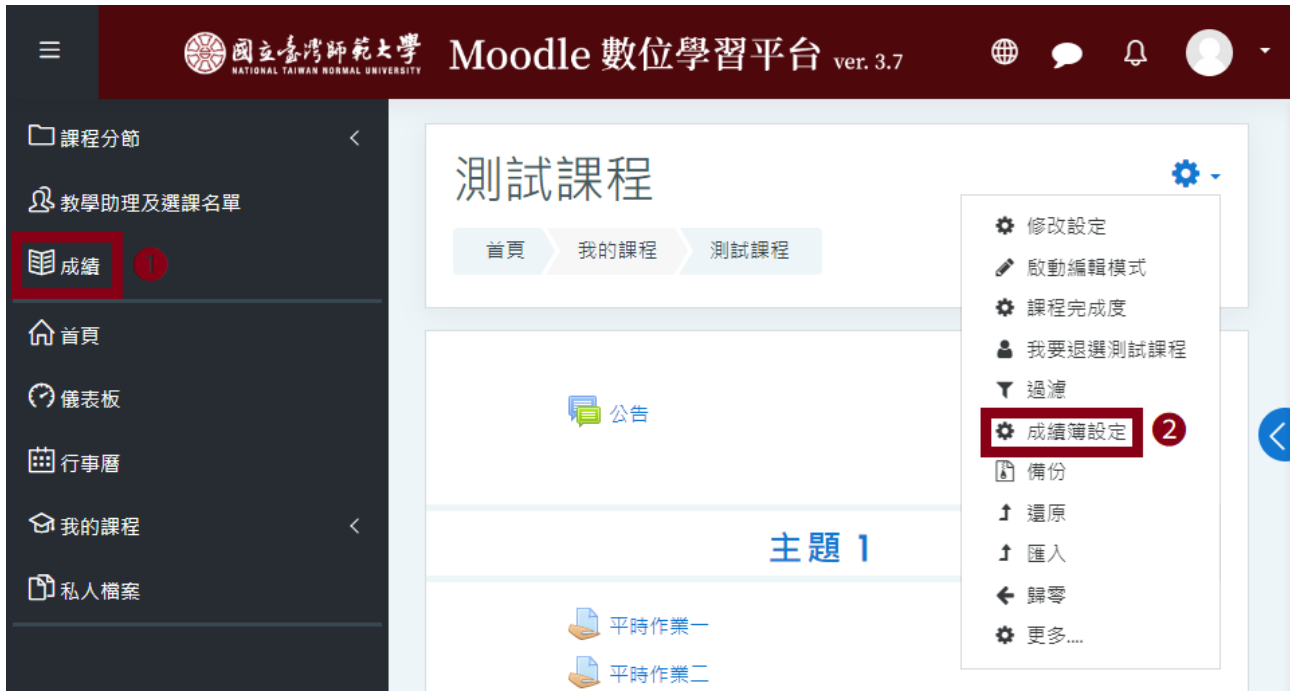 國立臺灣師範大學
NATIONAL TAIWAN NORMAL UNIVERSITY
Moodle 數位學習平台 ver. 3.7
課程分節
教學助理及選課名單
成績 1
首頁
儀表板
行事曆
我的課程
私人檔案
測試課程
首頁 我的課程 測試課程
修改設定
啟動編輯模式
課程完成度
我要退選測試課程
過濾
成績簿設定 2
備份
還原
匯入
歸零
更多....
公告
主題 1
平時作業一
平時作業二